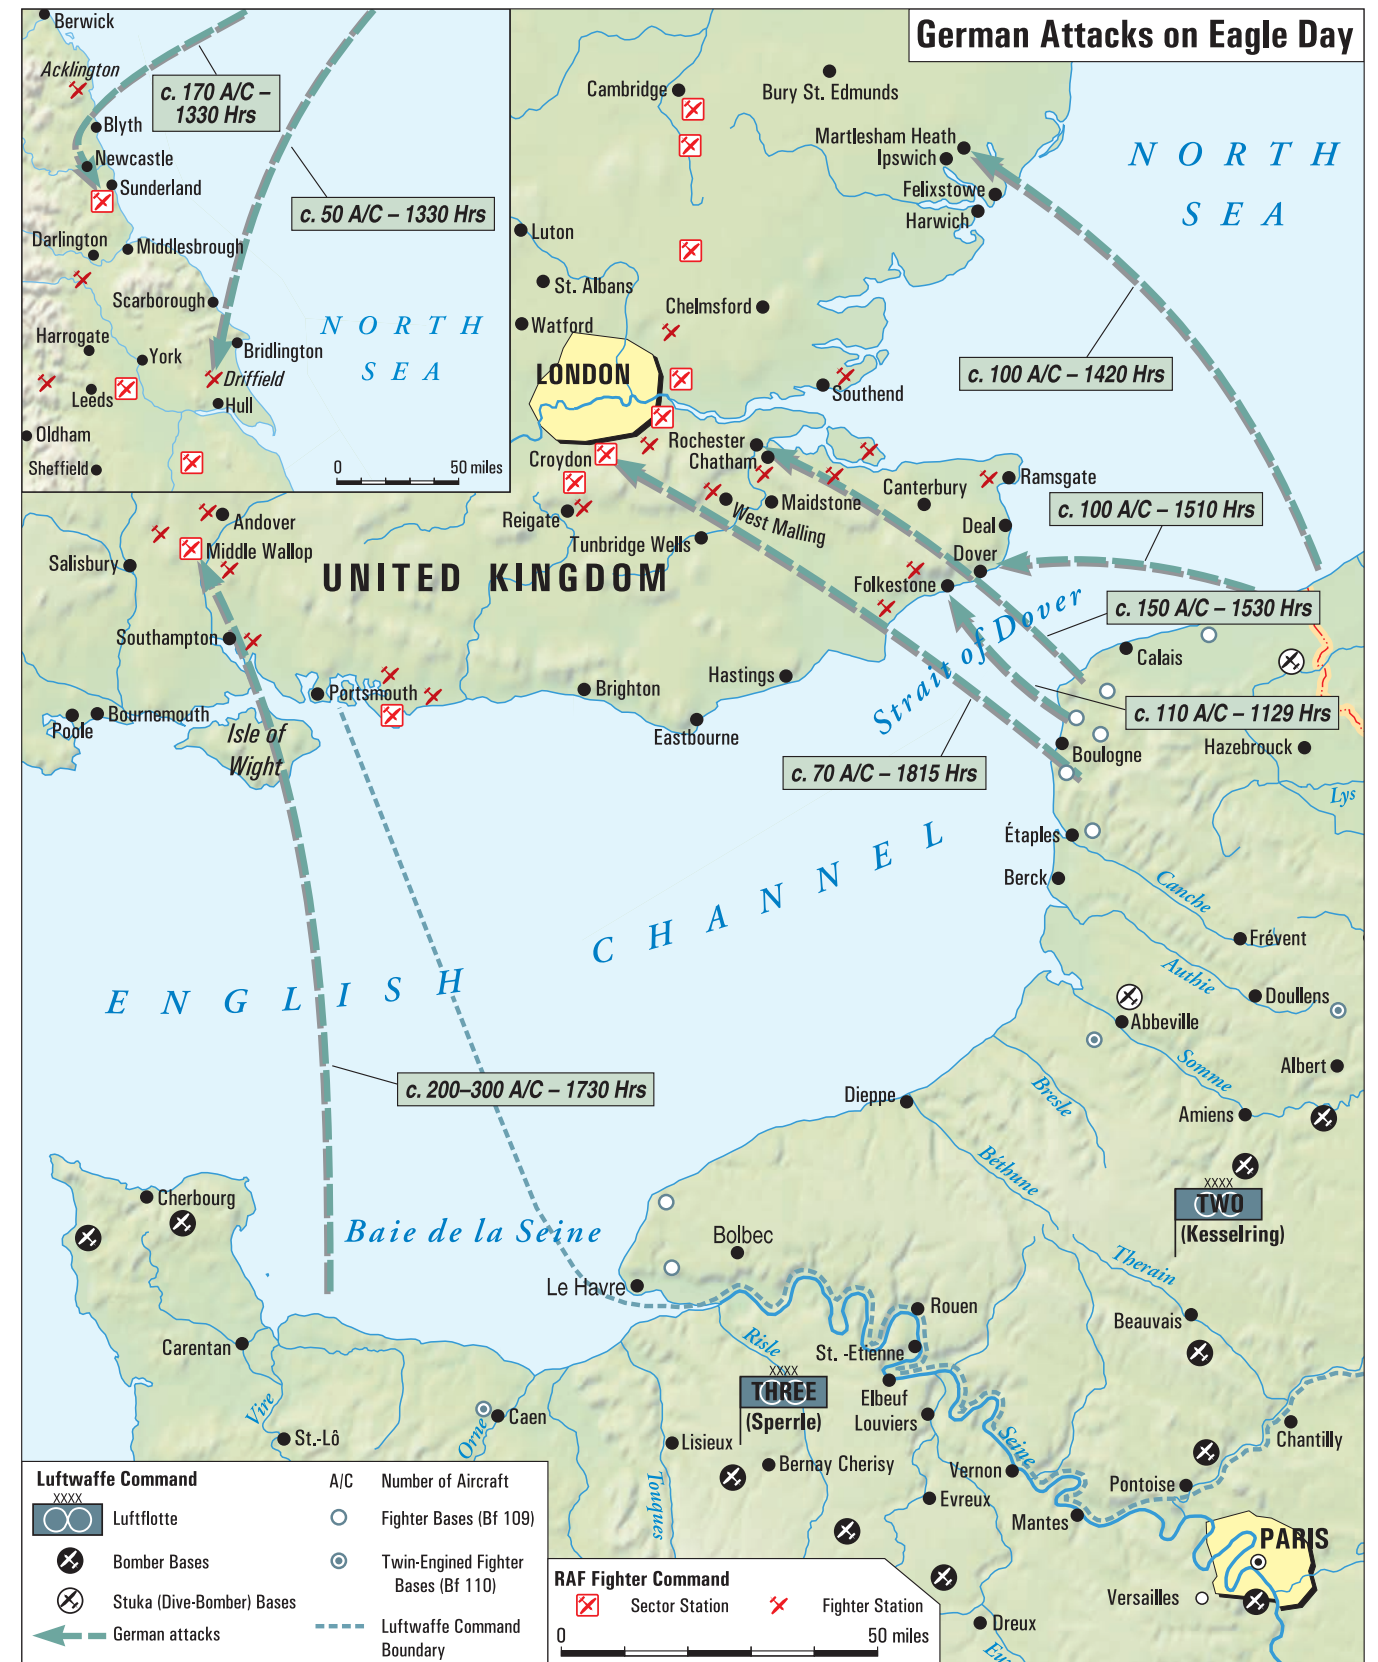 German Attacks on Eagle Day
Berwick
Acklington
c. 170 A/C –
1330 Hrs
Blyth
Newcastle
Sunderland
c. 50 A/C – 1330 Hrs
Darlington
Middlesbrough
Scarborough
NORTH
SEA
Harrogate
York
Bridlington
Driffield
Leeds
Hull
Oldham
Sheffield
0 50 miles
Cambridge
Bury St. Edmunds
Martlesham Heath
Ipswich
Felixstowe
Harwich
NORTH
SEA
Luton
St. Albans
Chelmsford
Watford
LONDON
Southend
c. 100 A/C – 1420 Hrs
Rochester
Chatham
Croydon
Ramsgate
Canterbury
Maidstone
West Malling
Reigate
Deal
c. 100 A/C – 1510 Hrs
Tunbridge Wells
Dover
Folkestone
Andover
Middle Wallop
Salisbury
UNITED KINGDOM
Strait of Dover
c. 150 A/C – 1530 Hrs
Calais
Southampton
Hastings
Portsmouth
Brighton
Bournemouth
Poole
Isle of
Wight
Eastbourne
c. 110 A/C – 1129 Hrs
Boulogne
Hazebrouck
c. 70 A/C – 1815 Hrs
Lys
Étaples
Berck
Canche
ENGLISH CHANNEL
Frévent
Authie
Doullens
Abbeville
Somme
Albert
Bresle
Amiens
c. 200–300 A/C – 1730 Hrs
Dieppe
Béthune
XXXX
TWO
(Kesselring)
Cherbourg
Baie de la Seine
Bolbec
Therain
Le Havre
Rouen
Beauvais
Carentan
Risle
St. -Etienne
XXXX
THREE
(Sperrle)
Elbeuf
Louviers
Vire
Orne
Caen
Seine
Chantilly
St.-Lô
Lisieux
Bernay Cherisy
Vernon
Pontoise
Touques
Evreux
Mantes
PARIS
Versailles
Dreux
Luftwaffe Command
XXXX
Luftflotte
Bomber Bases
Stuka (Dive-Bomber) Bases
German attacks
A/C Number of Aircraft
Fighter Bases (Bf 109)
Twin-Engined Fighter
Bases (Bf 110)
Luftwaffe Command
Boundary
RAF Fighter Command
Sector Station
Fighter Station
0 50 miles